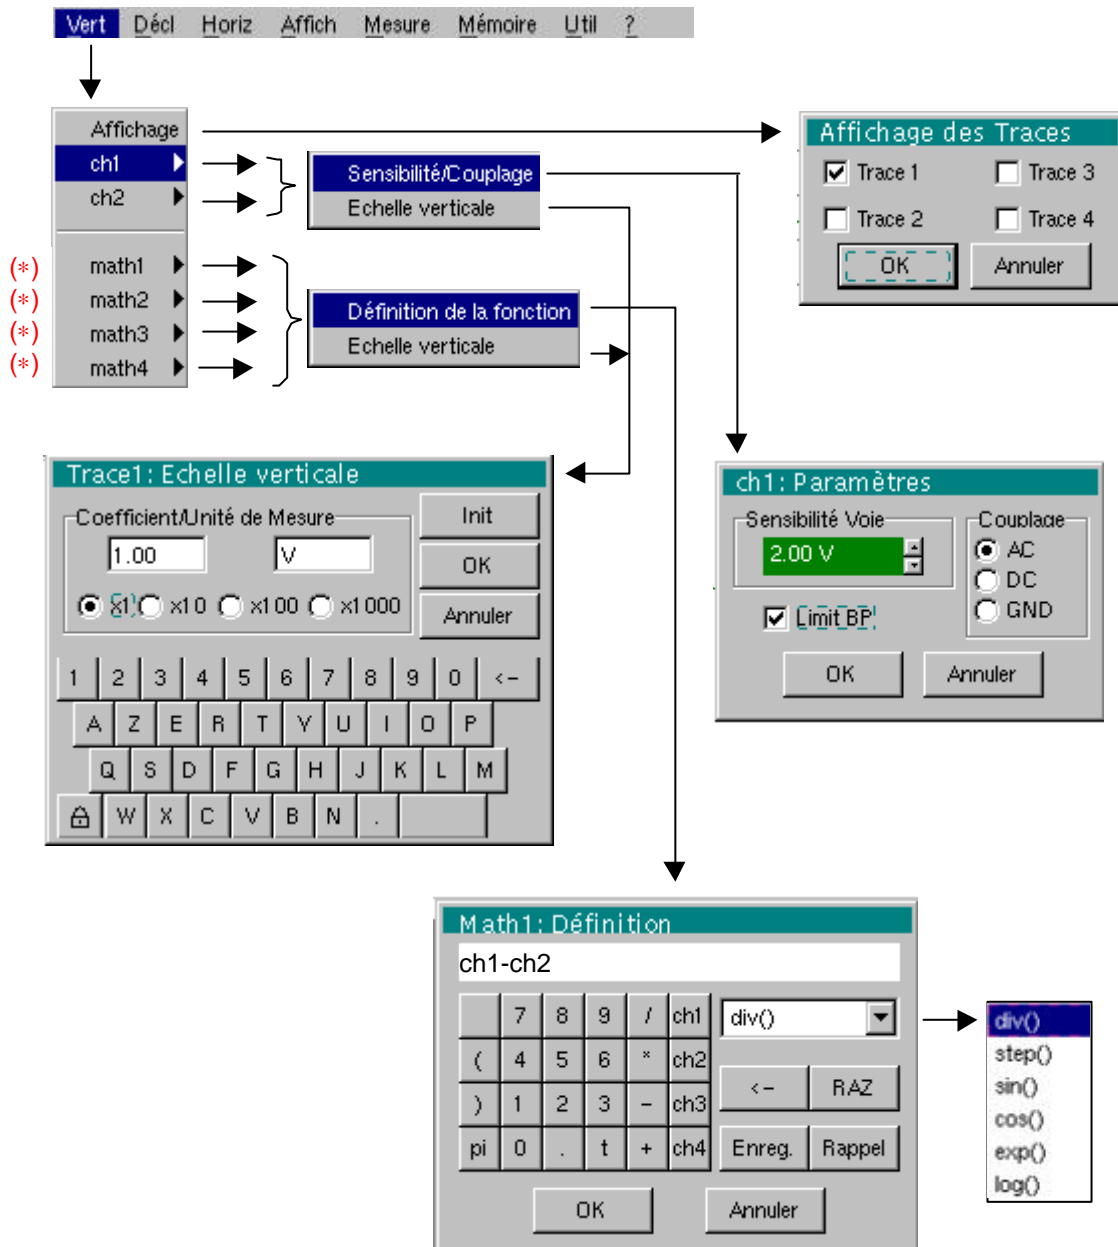 Vert Décl Horiz Affich Mesure Mémoire Util ?
Affichage
ch1
ch2
(*) math1
(*) math2
(*) math3
(*) math4
Sensibilité/Couplage
Echelle verticale
Définition de la fonction
Echelle verticale
Affichage des Traces
Trace 1 Trace 3
Trace 2 Trace 4
OK Annuler
Trace1: Echelle verticale
Coefficient/Unité de Mesure
1.00 V
x1 x10 x100 x1000
Init
OK
Annuler
1 2 3 4 5 6 7 8 9 0 <-
A Z E R T Y U I O P
Q S D F G H J K L M
W X C V B N .
ch1: Paramètres
Sensibilité Voie
2.00 V
Limit BP
Couplage
AC
DC
GND
OK Annuler
Math1: Définition
ch1-ch2
7 8 9 / ch1
( 4 5 6 * ch2
) 1 2 3 - ch3
pi 0 . t + ch4
div()
<- RAZ
Enreg. Rappel
OK Annuler
div()
step()
sin()
cos()
exp()
log()